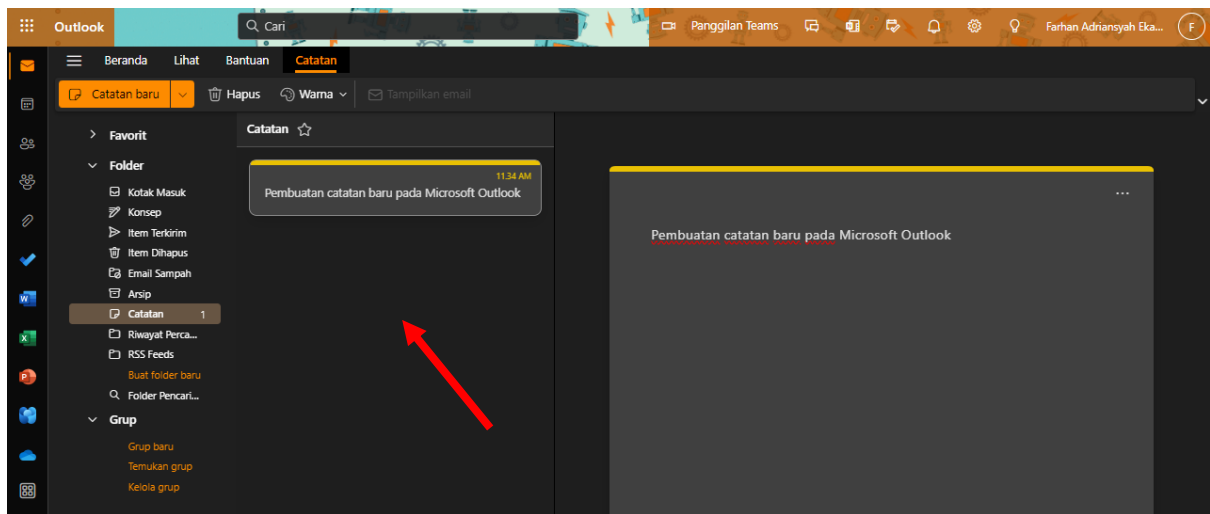 Outlook
Cari
Panggilan Teams
Farhan Adriansyah Eka...
F
Beranda Lihat Bantuan Catatan
Catatan baru
Hapus
Warna
Tampilkan email
Favorit
Folder
Kotak Masuk
Konsep
Item Terkirim
Item Dihapus
Email Sampah
Arsip
Catatan 1
Riwayat Perca...
RSS Feeds
Buat folder baru
Folder Pencari...
Grup
Grup baru
Temukan grup
Kelola grup
Catatan
11.34 AM
Pembuatan catatan baru pada Microsoft Outlook
...
Pembuatan catatan baru pada Microsoft Outlook